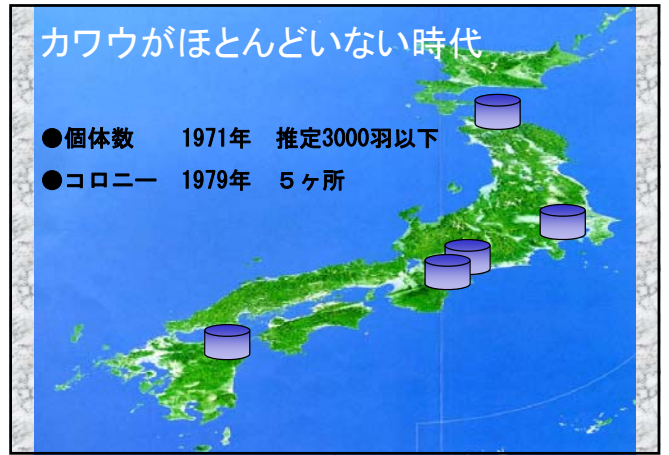 カワウがほとんどいない時代
●個体数　　1971年　推定3000羽以下
●コロニー　1979年　５ヶ所